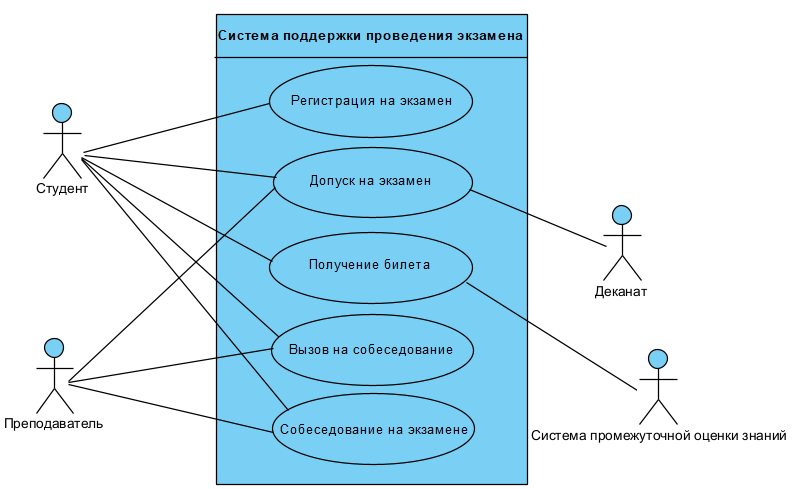 Система поддержки проведения экзамена
Регистрация на экзамен
Студент
Допуск на экзамен
Получение билета
Деканат
Вызов на собеседование
Преподаватель
Собеседование на экзамене
Система промежуточной оценки знаний